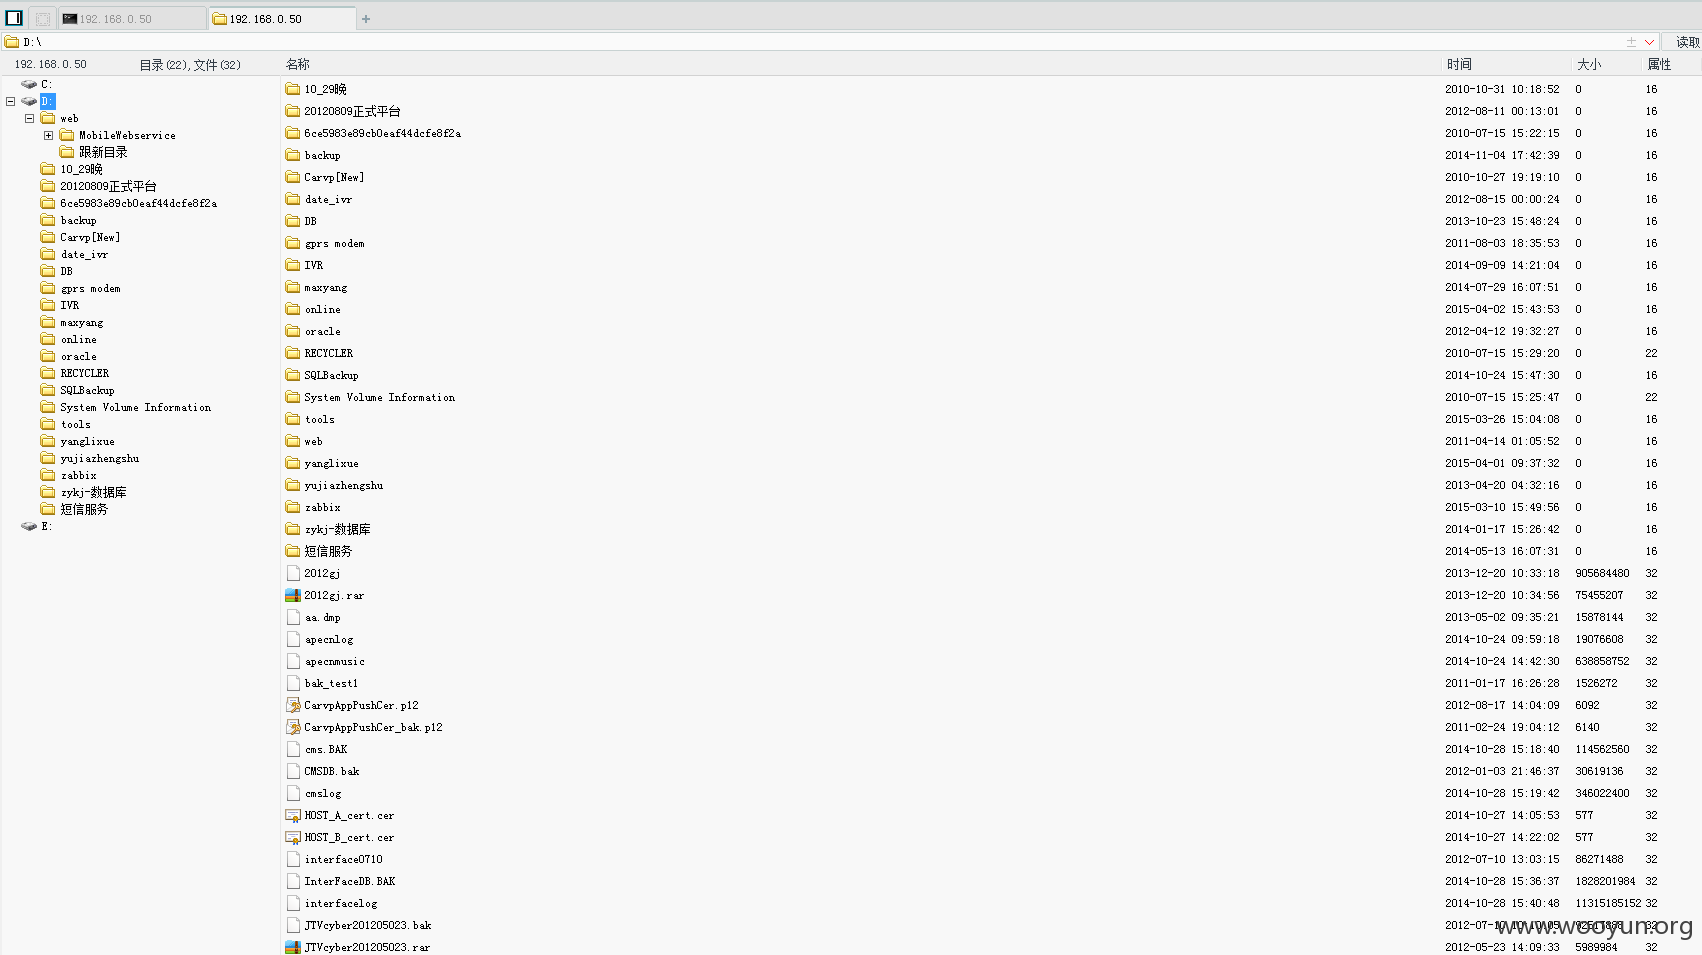 192.168.0.50
192.168.0.50
D:\
读取
192.168.0.50 目录(22),文件(32) 名称 时间 大小 属性
C:
D:
web
MobileWebservice
跟新目录
10_29晚
20120809正式平台
6ce5983e89cb0eaf44dcfe8f2a
backup
Carvp[New]
date_ivr
DB
gprs modem
IVR
maxyang
online
oracle
RECYCLER
SQLBackup
System Volume Information
tools
yanglixue
yujiazhengshu
zabbix
zykj-数据库
短信服务
E:
10_29晚 2010-10-31 10:18:52 0 16
20120809正式平台 2012-08-11 00:13:01 0 16
6ce5983e89cb0eaf44dcfe8f2a 2010-07-15 15:22:15 0 16
backup 2014-11-04 17:42:39 0 16
Carvp[New] 2010-10-27 19:19:10 0 16
date_ivr 2012-08-15 00:00:24 0 16
DB 2013-10-23 15:48:24 0 16
gprs modem 2011-08-03 18:35:53 0 16
IVR 2014-09-09 14:21:04 0 16
maxyang 2014-07-29 16:07:51 0 16
online 2015-04-02 15:43:53 0 16
oracle 2012-04-12 19:32:27 0 16
RECYCLER 2010-07-15 15:29:20 0 22
SQLBackup 2014-10-24 15:47:30 0 16
System Volume Information 2010-07-15 15:25:47 0 22
tools 2015-03-26 15:04:08 0 16
web 2011-04-14 01:05:52 0 16
yanglixue 2015-04-01 09:37:32 0 16
yujiazhengshu 2013-04-20 04:32:16 0 16
zabbix 2015-03-10 15:49:56 0 16
zykj-数据库 2014-01-17 15:26:42 0 16
短信服务 2014-05-13 16:07:31 0 16
2012gj 2013-12-20 10:33:18 905684480 32
2012gj.rar 2013-12-20 10:34:56 75455207 32
aa.dmp 2013-05-02 09:35:21 15878144 32
apecnlog 2014-10-24 09:59:18 19076608 32
apecnmusic 2014-10-24 14:42:30 638858752 32
bak_test1 2011-01-17 16:26:28 1526272 32
CarvpAppPushCer.p12 2012-08-17 14:04:09 6092 32
CarvpAppPushCer_bak.p12 2011-02-24 19:04:12 6140 32
cms.BAK 2014-10-28 15:18:40 114562560 32
CMSDB.bak 2012-01-03 21:46:37 30619136 32
cmslog 2014-10-28 15:19:42 346022400 32
HOST_A_cert.cer 2014-10-27 14:05:53 577 32
HOST_B_cert.cer 2014-10-27 14:22:02 577 32
interface0710 2012-07-10 13:03:15 86271488 32
InterFaceDB.BAK 2014-10-28 15:36:37 1828201984 32
interfacelog 2014-10-28 15:40:48 11315185152 32
JTVcyber201205023.bak 32
JTVcyber201205023.rar 2012-05-23 14:09:33 5989984 32
www.wooyun.org